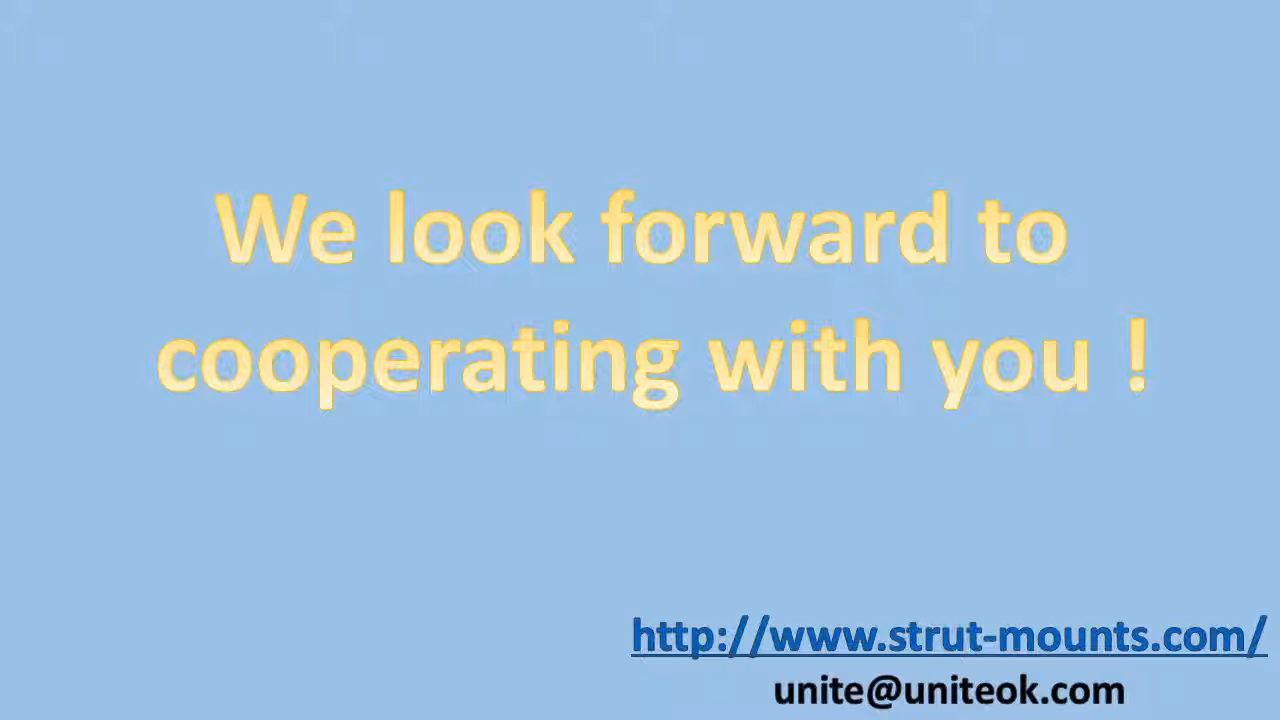 We look forward to
cooperating with you !
http://www.strut-mounts.com/
unite@uniteok.com